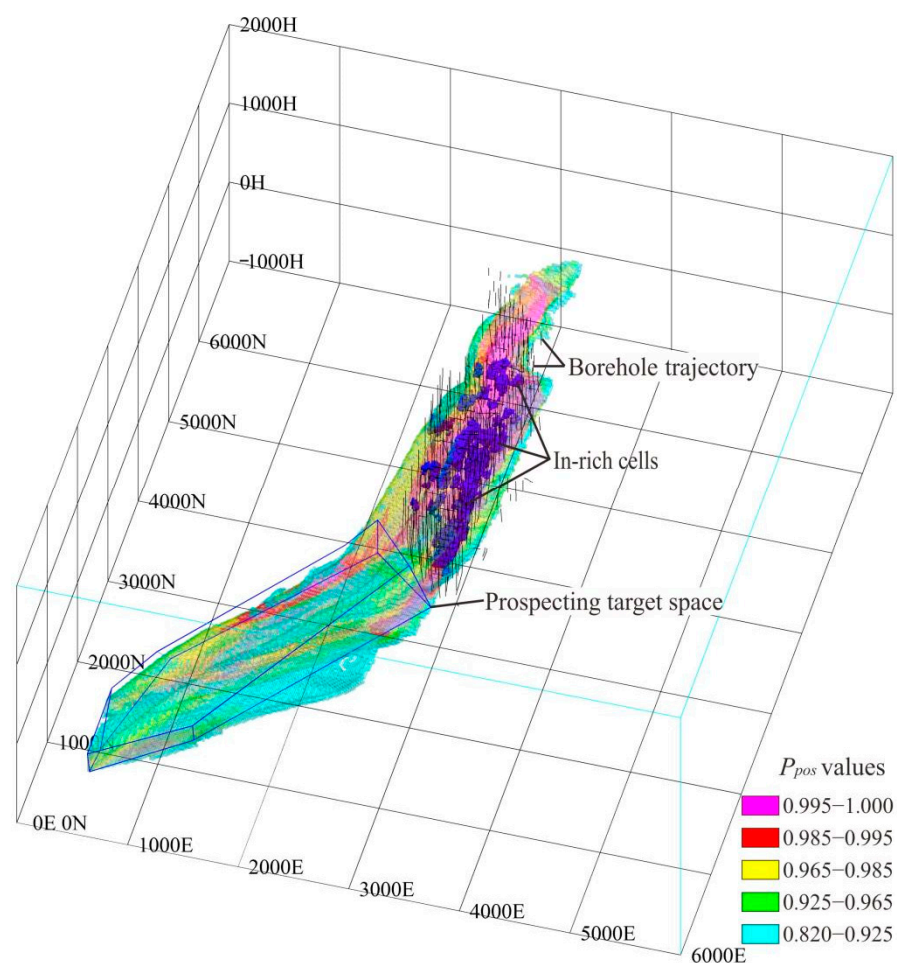 2000H
1000H
0H
−1000H
6000N
5000N
4000N
3000N
2000N
0E 0N
1000E
2000E
3000E
4000E
5000E
6000E
Borehole trajectory
In-rich cells
Prospecting target space
Ppos values
0.995−1.000
0.985−0.995
0.965−0.985
0.925−0.965
0.820−0.925